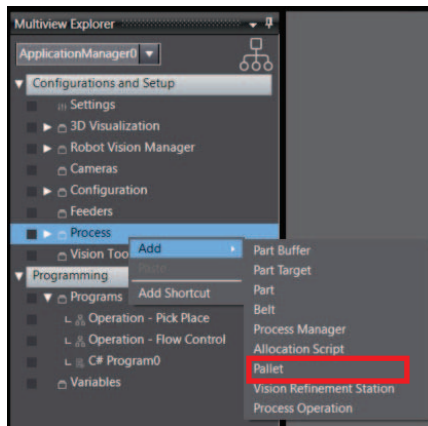 Multiview Explorer
ApplicationManager0
Configurations and Setup
Settings
3D Visualization
Robot Vision Manager
Cameras
Configuration
Feeders
Process
Vision Too
Programming
Programs
Operation - Pick Place
Operation - Flow Control
C# Program0
Variables
Add
Paste
Add Shortcut
Part Buffer
Part Target
Part
Belt
Process Manager
Allocation Script
Pallet
Vision Refinement Station
Process Operation